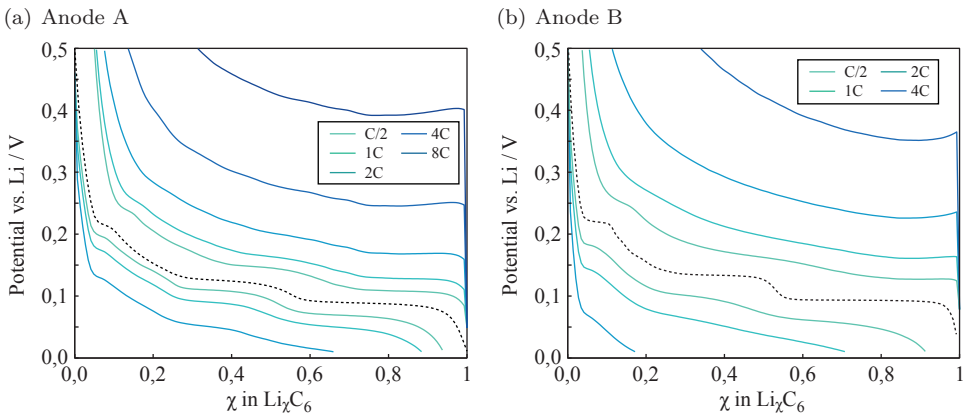 (a) Anode A
0,5
0,4
0,3
0,2
0,1
0,0
Potential vs. Li / V
C/2
1C
2C
4C
8C
0,0 0,2 0,4 0,6 0,8 1
χ in LiχC6
(b) Anode B
0,5
0,4
0,3
0,2
0,1
0,0
Potential vs. Li / V
C/2
1C
2C
4C
0,0 0,2 0,4 0,6 0,8 1
χ in LiχC6